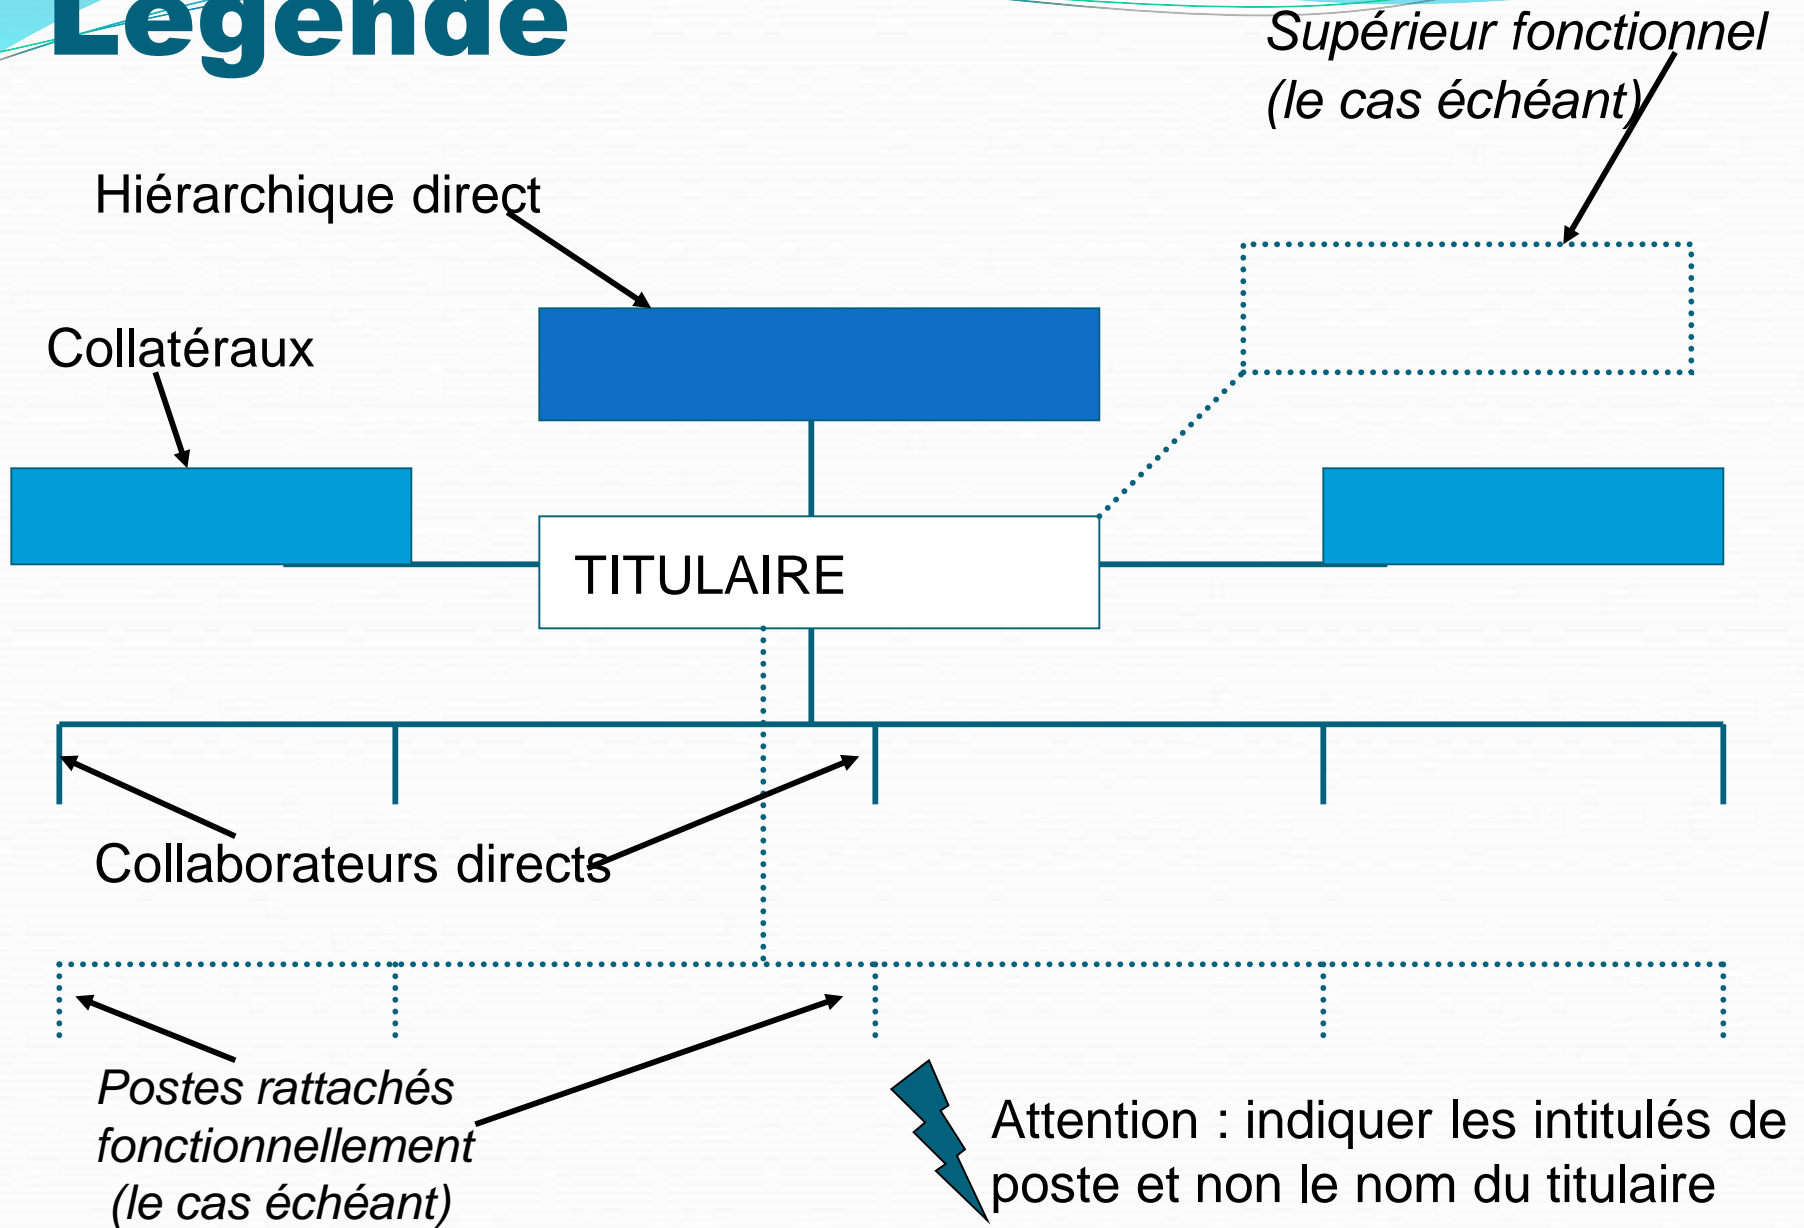 Légende
Supérieur fonctionnel
(le cas échéant)
Hiérarchique direct
Collatéraux
TITULAIRE
Collaborateurs directs
Postes rattachés
fonctionnellement
(le cas échéant)
Attention : indiquer les intitulés de
poste et non le nom du titulaire